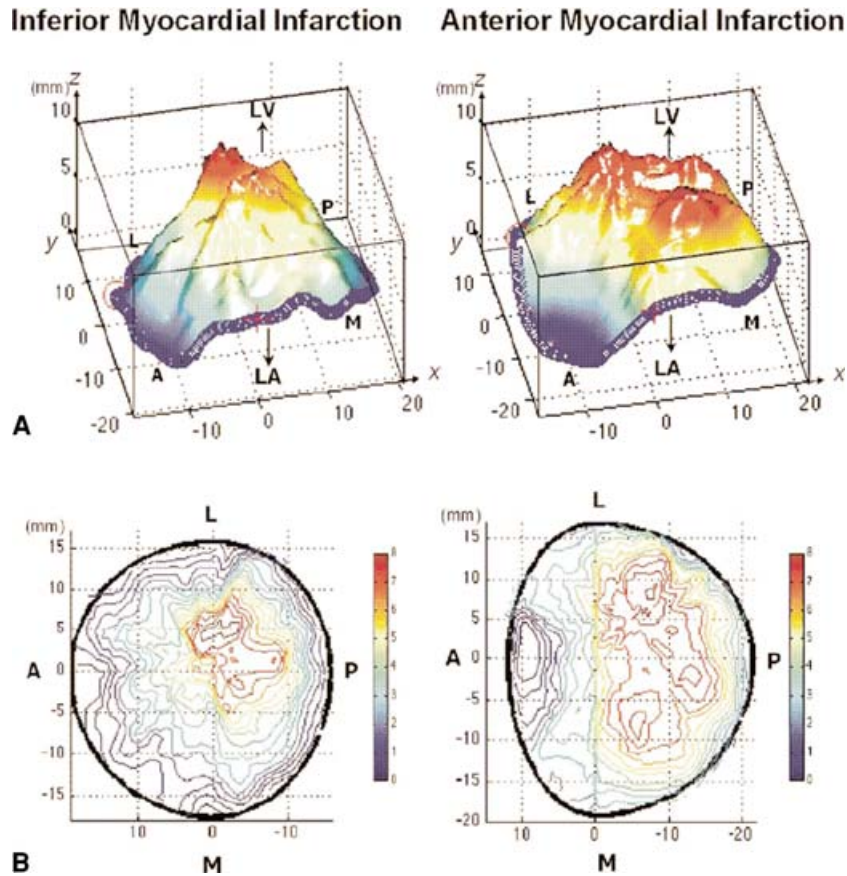 Inferior Myocardial Infarction Anterior Myocardial Infarction
z z
(mm) (mm)
10 10
LV LV
5 5
L P L P
0 0
y y
10 10
0 0
M M
-10 -10
A LA A LA
x x
-20 20 -20 20
A
-10 0 10 -10 0 10
L L
(mm) (mm)
15 8 15 8
10 7 10 7
5 6 5 6
A 0 P 5 A 0 P 5
4 4
-5 3 -5 3
-10 2 -10 2
-15 1 -15 1
0 -20 0
10 0 -10 10 0 -10 -20
B M M